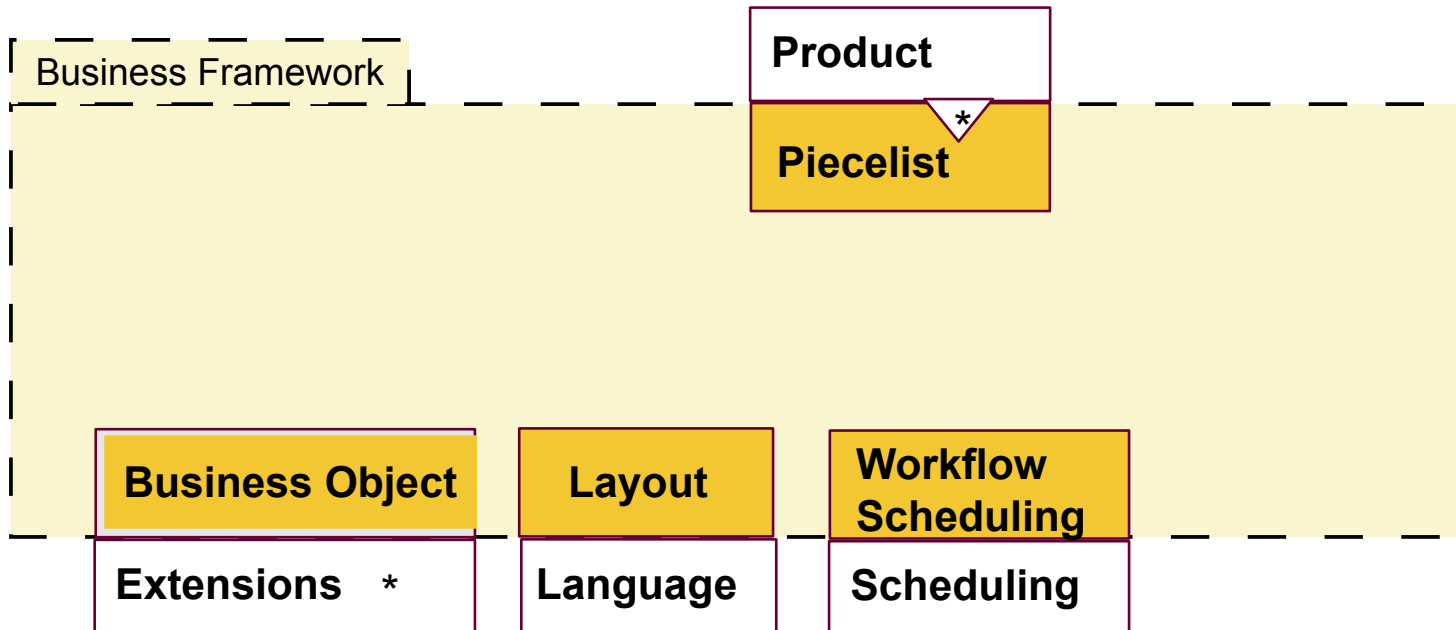 Product
Business Framework
*
Piecelist
Business Object
Layout
Workflow
Scheduling
Extensions *
Language
Scheduling